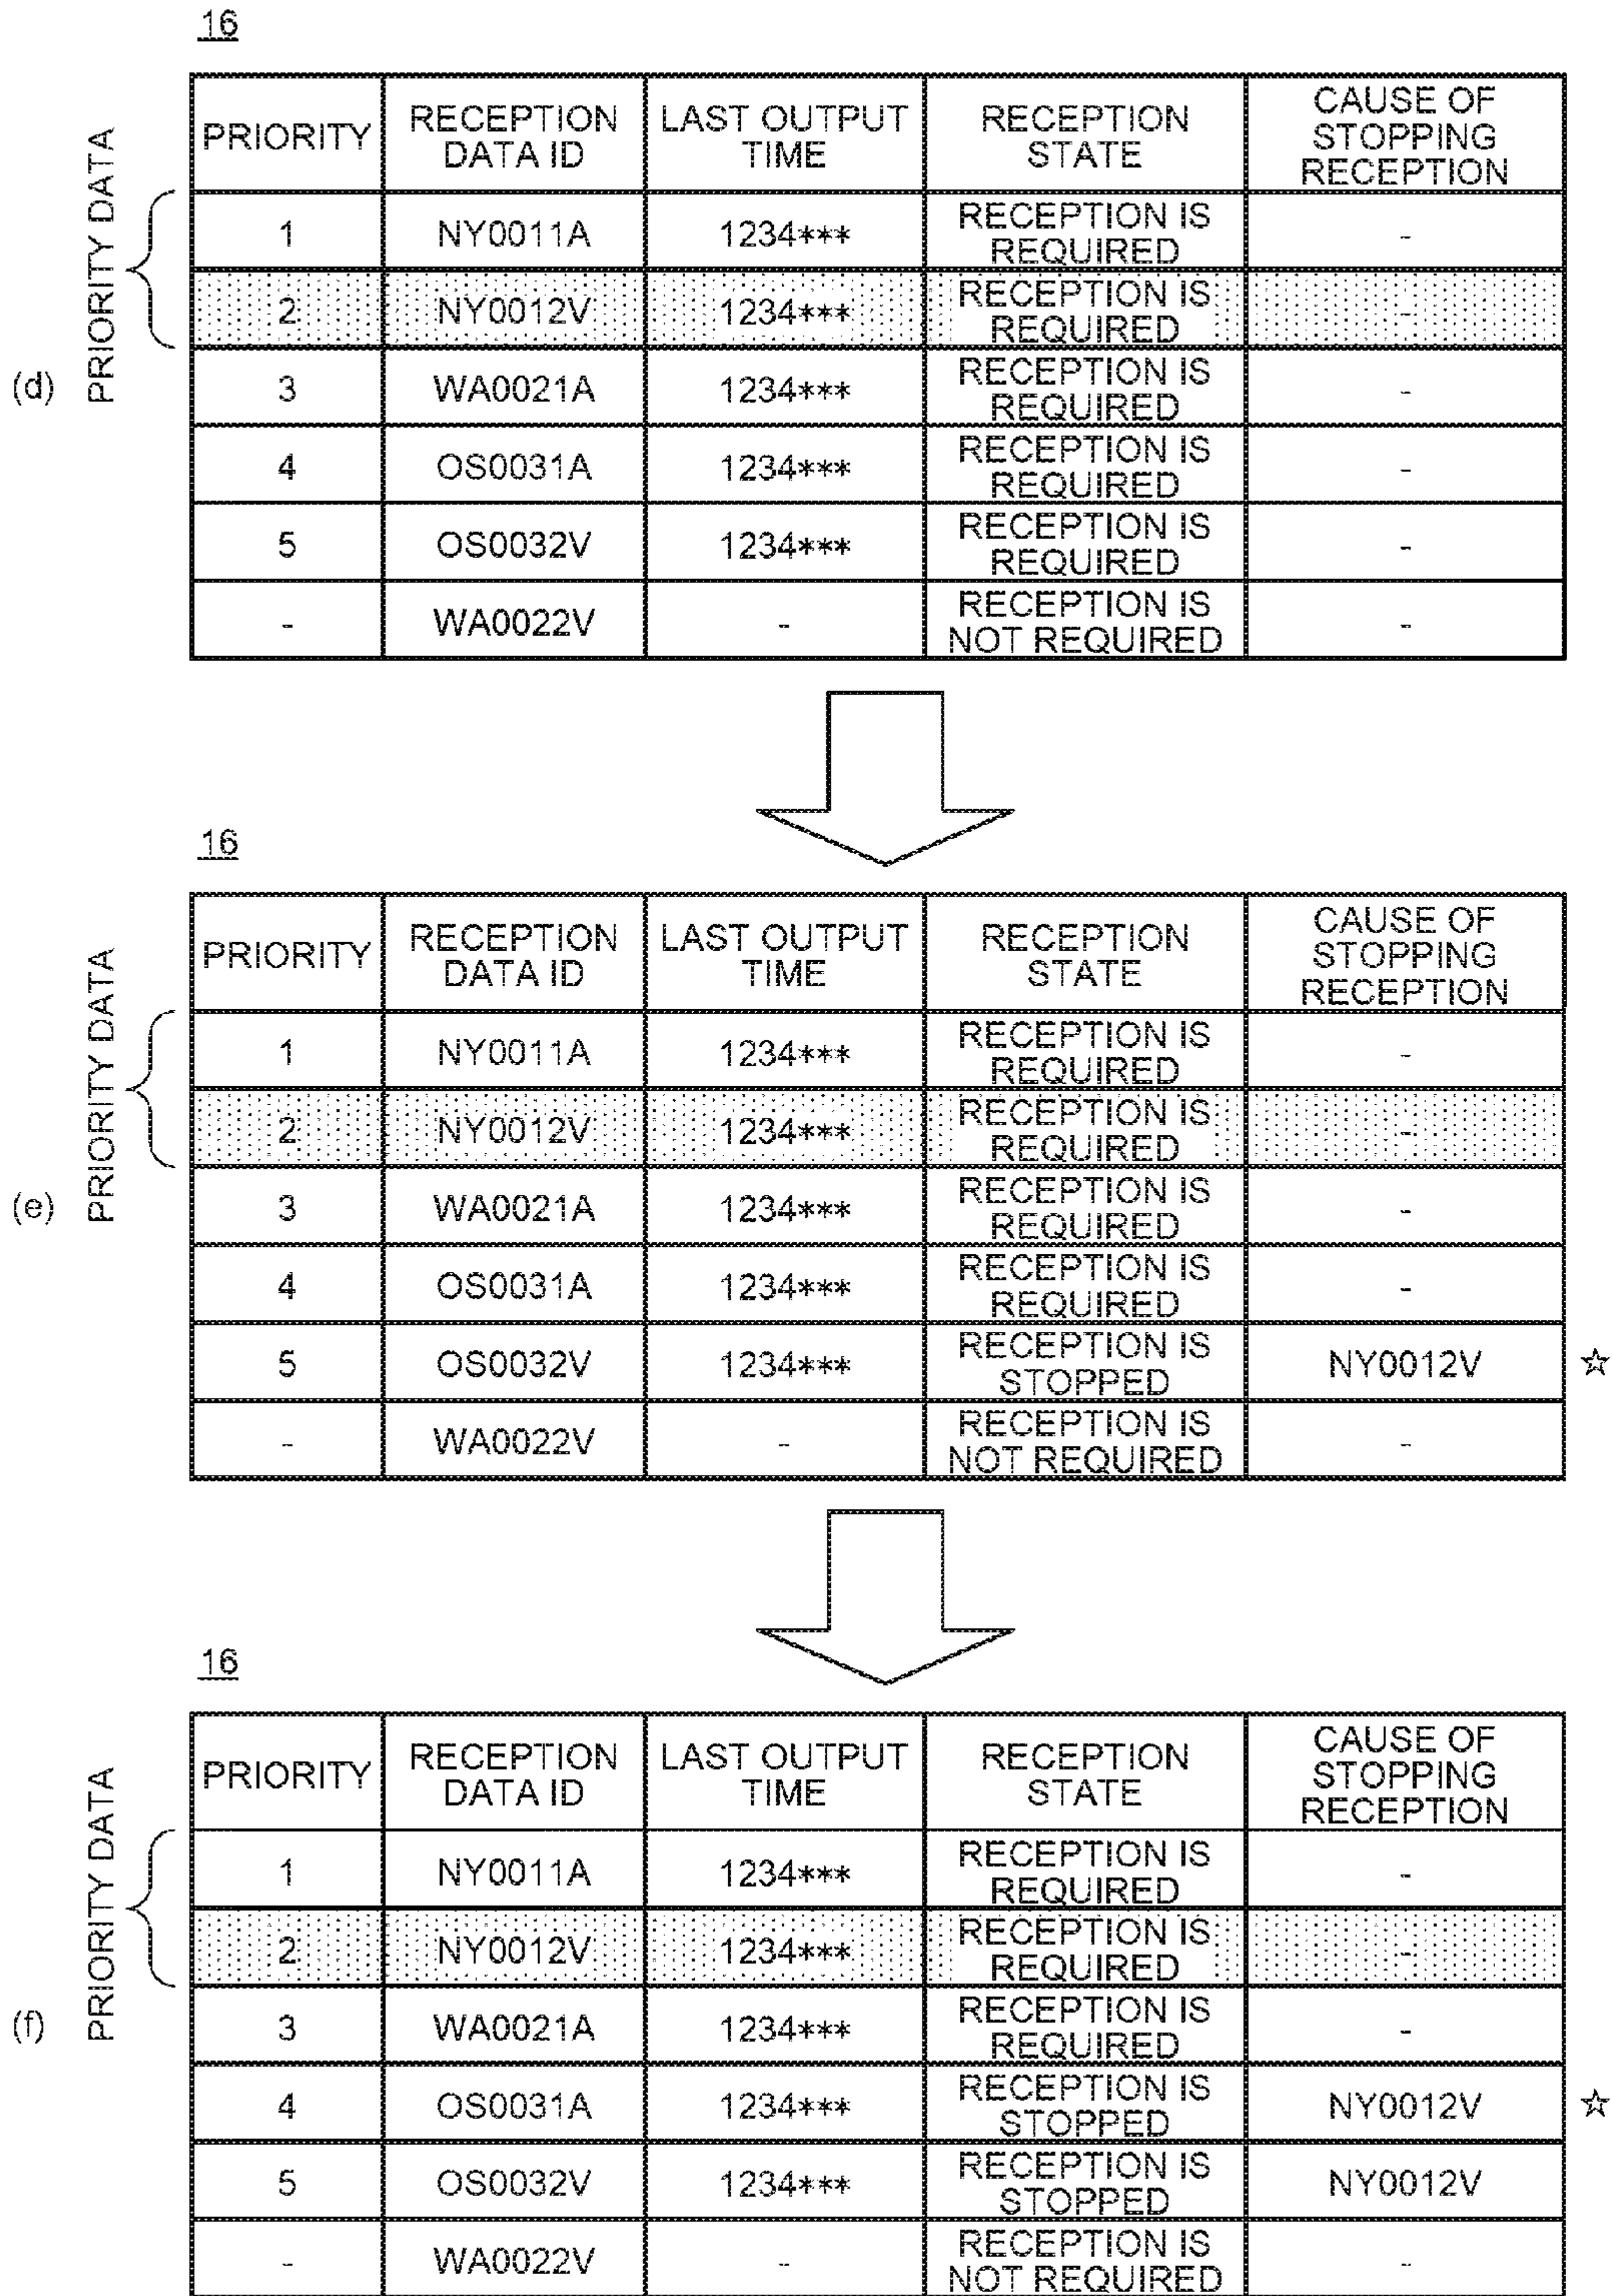 16
PRIORITY RECEPTION DATA ID LAST OUTPUT TIME RECEPTION STATE CAUSE OF STOPPING RECEPTION
1 NY0011A 1234*** RECEPTION IS REQUIRED -
2 NY0012V 1234*** RECEPTION IS REQUIRED -
3 WA0021A 1234*** RECEPTION IS REQUIRED -
4 OS0031A 1234*** RECEPTION IS REQUIRED -
5 OS0032V 1234*** RECEPTION IS REQUIRED -
- WA0022V - RECEPTION IS NOT REQUIRED -
PRIORITY DATA
(d)
16
PRIORITY RECEPTION DATA ID LAST OUTPUT TIME RECEPTION STATE CAUSE OF STOPPING RECEPTION
1 NY0011A 1234*** RECEPTION IS REQUIRED -
2 NY0012V 1234*** RECEPTION IS REQUIRED -
3 WA0021A 1234*** RECEPTION IS REQUIRED -
4 OS0031A 1234*** RECEPTION IS REQUIRED -
5 OS0032V 1234*** RECEPTION IS STOPPED NY0012V ☆
- WA0022V - RECEPTION IS NOT REQUIRED -
PRIORITY DATA
(e)
16
PRIORITY RECEPTION DATA ID LAST OUTPUT TIME RECEPTION STATE CAUSE OF STOPPING RECEPTION
1 NY0011A 1234*** RECEPTION IS REQUIRED -
2 NY0012V 1234*** RECEPTION IS REQUIRED -
3 WA0021A 1234*** RECEPTION IS REQUIRED -
4 OS0031A 1234*** RECEPTION IS STOPPED NY0012V ☆
5 OS0032V 1234*** RECEPTION IS STOPPED NY0012V
- WA0022V - RECEPTION IS NOT REQUIRED -
PRIORITY DATA
(f)